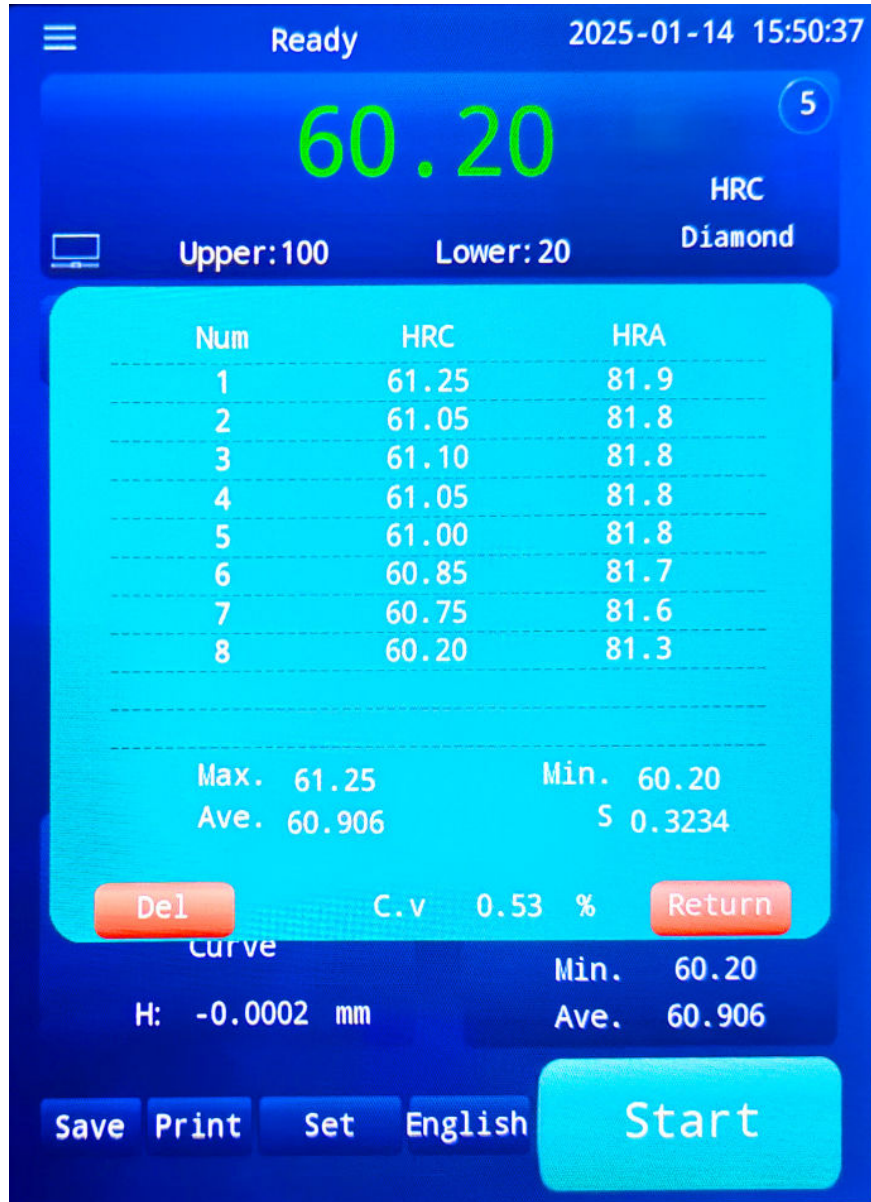 Ready 2025-01-14 15:50:37
5
60.20
HRC
Upper:100 Lower:20 Diamond
Num HRC HRA
1 61.25 81.9
2 61.05 81.8
3 61.10 81.8
4 61.05 81.8
5 61.00 81.8
6 60.85 81.7
7 60.75 81.6
8 60.20 81.3
Max. 61.25 Min. 60.20
Ave. 60.906 S 0.3234
Del C.v 0.53 % Return
Curve
Min. 60.20
H: -0.0002 mm Ave. 60.906
Save Print Set English Start